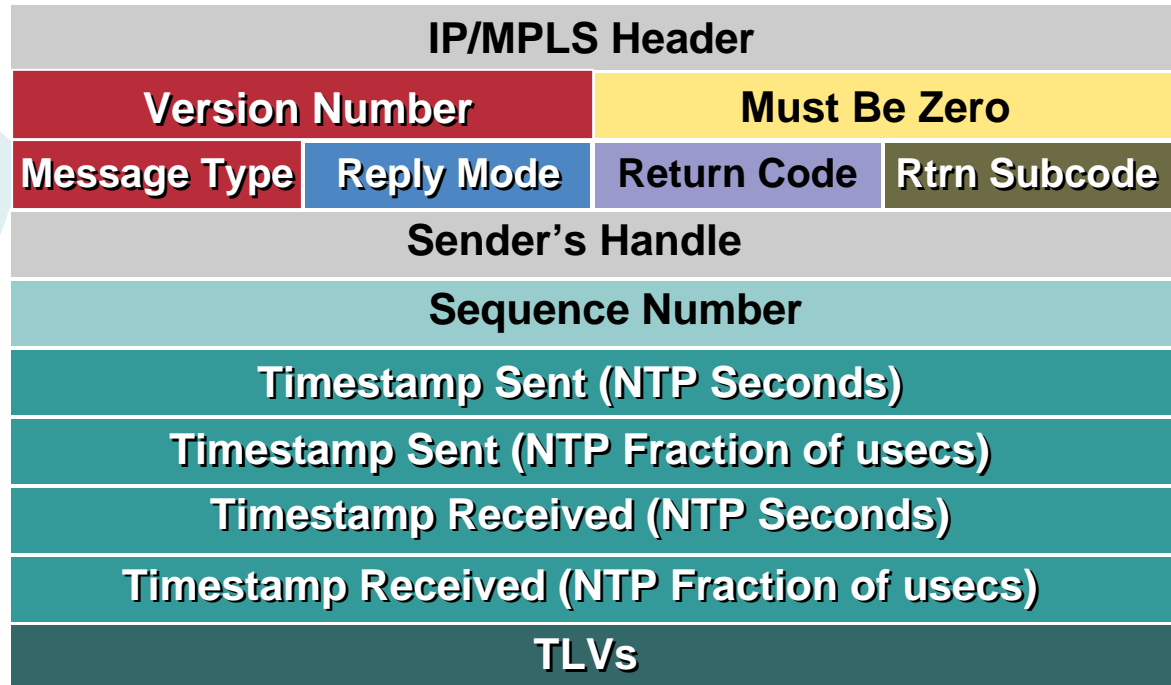 IP/MPLS Header
Version Number Must Be Zero
Message Type Reply Mode Return Code Rtrn Subcode
Sender’s Handle
Sequence Number
Timestamp Sent (NTP Seconds)
Timestamp Sent (NTP Fraction of usecs)
Timestamp Received (NTP Seconds)
Timestamp Received (NTP Fraction of usecs)
TLVs